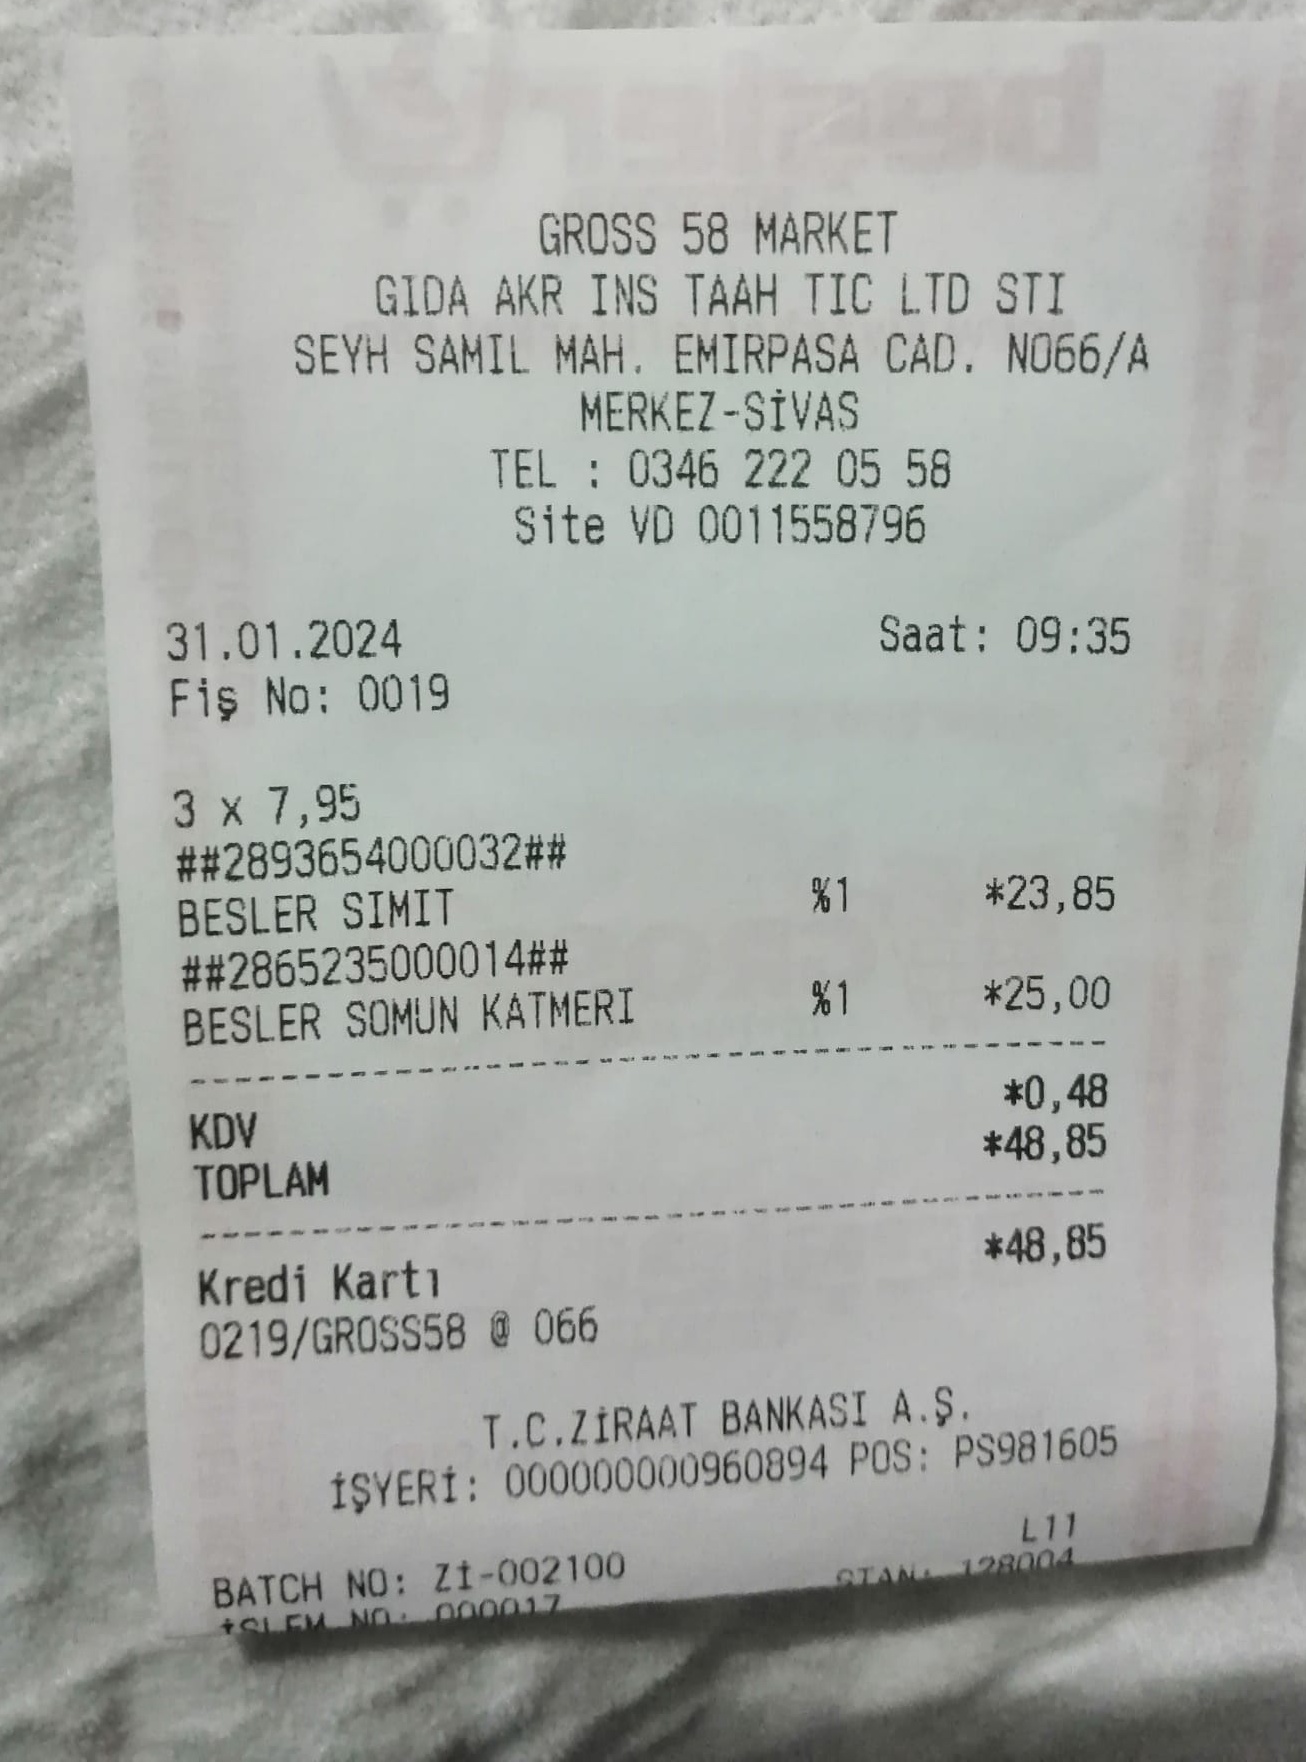 GROSS 58 MARKET
GIDA AKR INS TAAH TIC LTD STI
SEYH SAMIL MAH. EMIRPASA CAD. NO66/A
MERKEZ-SİVAS
TEL : 0346 222 05 58
Site VD 0011558796
31.01.2024 Saat: 09:35
Fiş No: 0019
3 x 7,95
##2893654000032##
BESLER SIMIT %1 *23,85
##2865235000014##
BESLER SOMUN KATMERI %1 *25,00
KDV *0,48
TOPLAM *48,85
Kredi Kartı *48,85
0219/GROSS58 @ 066
T.C.ZİRAAT BANKASI A.Ş.
İŞYERİ: 000000000960894 POS: PS981605
L11
BATCH NO: Zİ-002100 STAN: 128004
İŞLEM NO: 000017